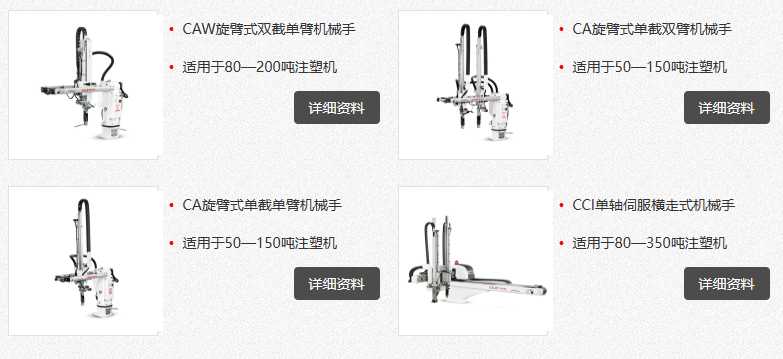 CAW旋臂式双截单臂机械手
适用于80—200吨注塑机
详细资料
CA旋臂式单截双臂机械手
适用于50—150吨注塑机
详细资料
CA旋臂式单截单臂机械手
适用于50—150吨注塑机
详细资料
CCI单轴伺服横走式机械手
适用于80—350吨注塑机
详细资料